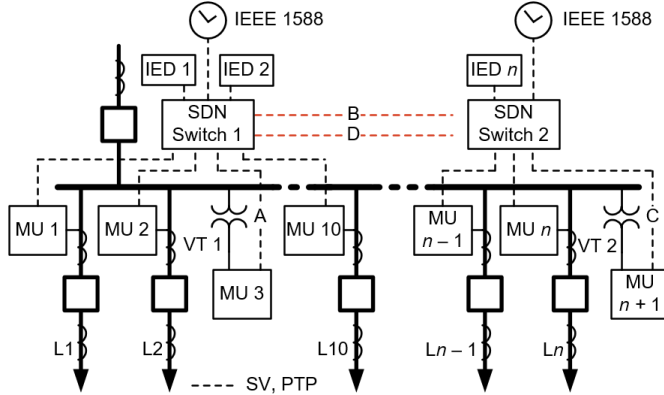 IEEE 1588
IEEE 1588
IED 1
IED 2
IED n
SDN
Switch 1
B
D
SDN
Switch 2
MU 1
MU 2
A
VT 1
MU 3
MU 10
MU
n – 1
MU n
C
VT 2
MU
n + 1
L1
L2
L10
Ln – 1
Ln
SV, PTP